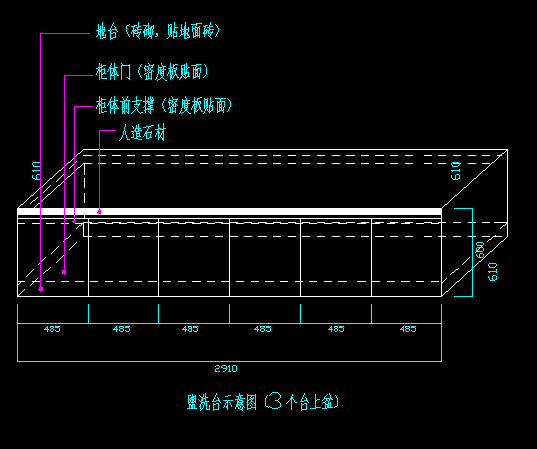 地台（砖砌，贴地面砖）
柜体门（密度板贴面）
柜体前支撑（密度板贴面）
人造石材
610
610
600
610
485 485 485 485 485 485
2910
盥洗台示意图（3个台上盆）